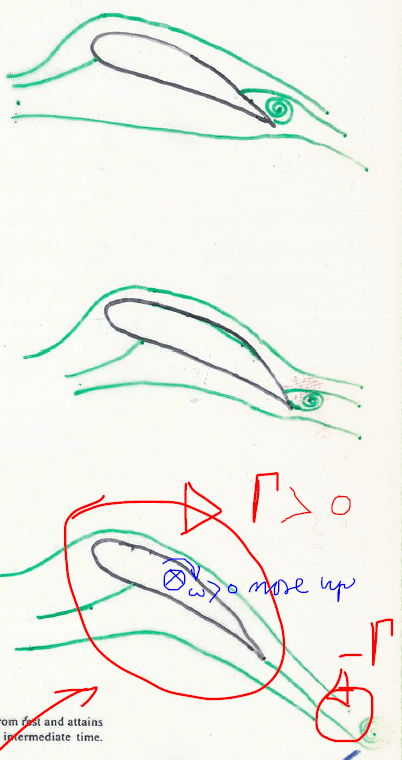 Γ > 0
⊗ ω > 0 nose up
-Γ
rom rest and attains
intermediate time.